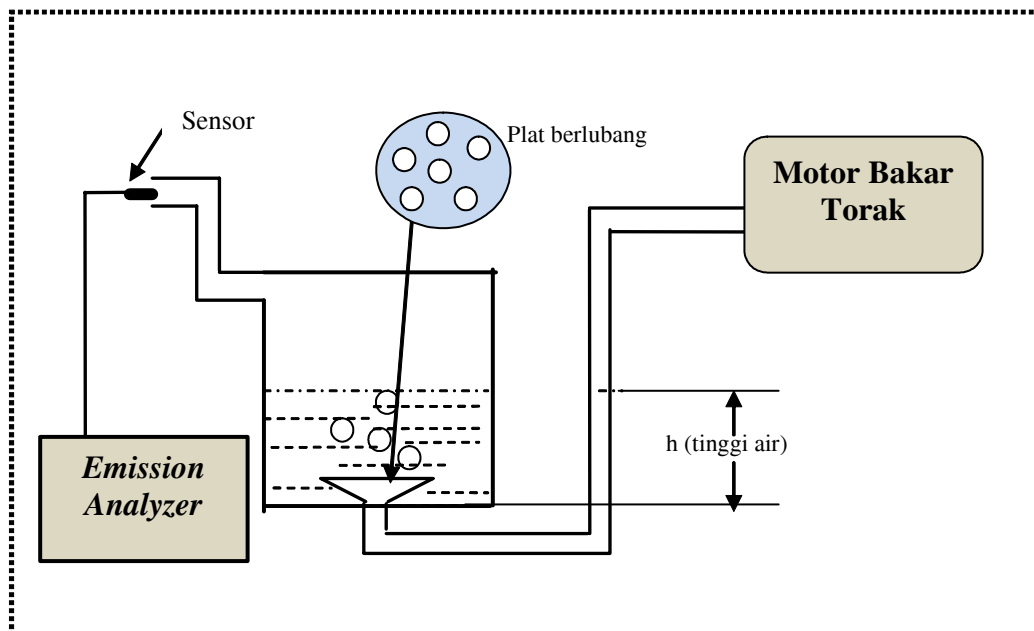 Sensor
Plat berlubang
Motor Bakar
Torak
h (tinggi air)
Emission
Analyzer